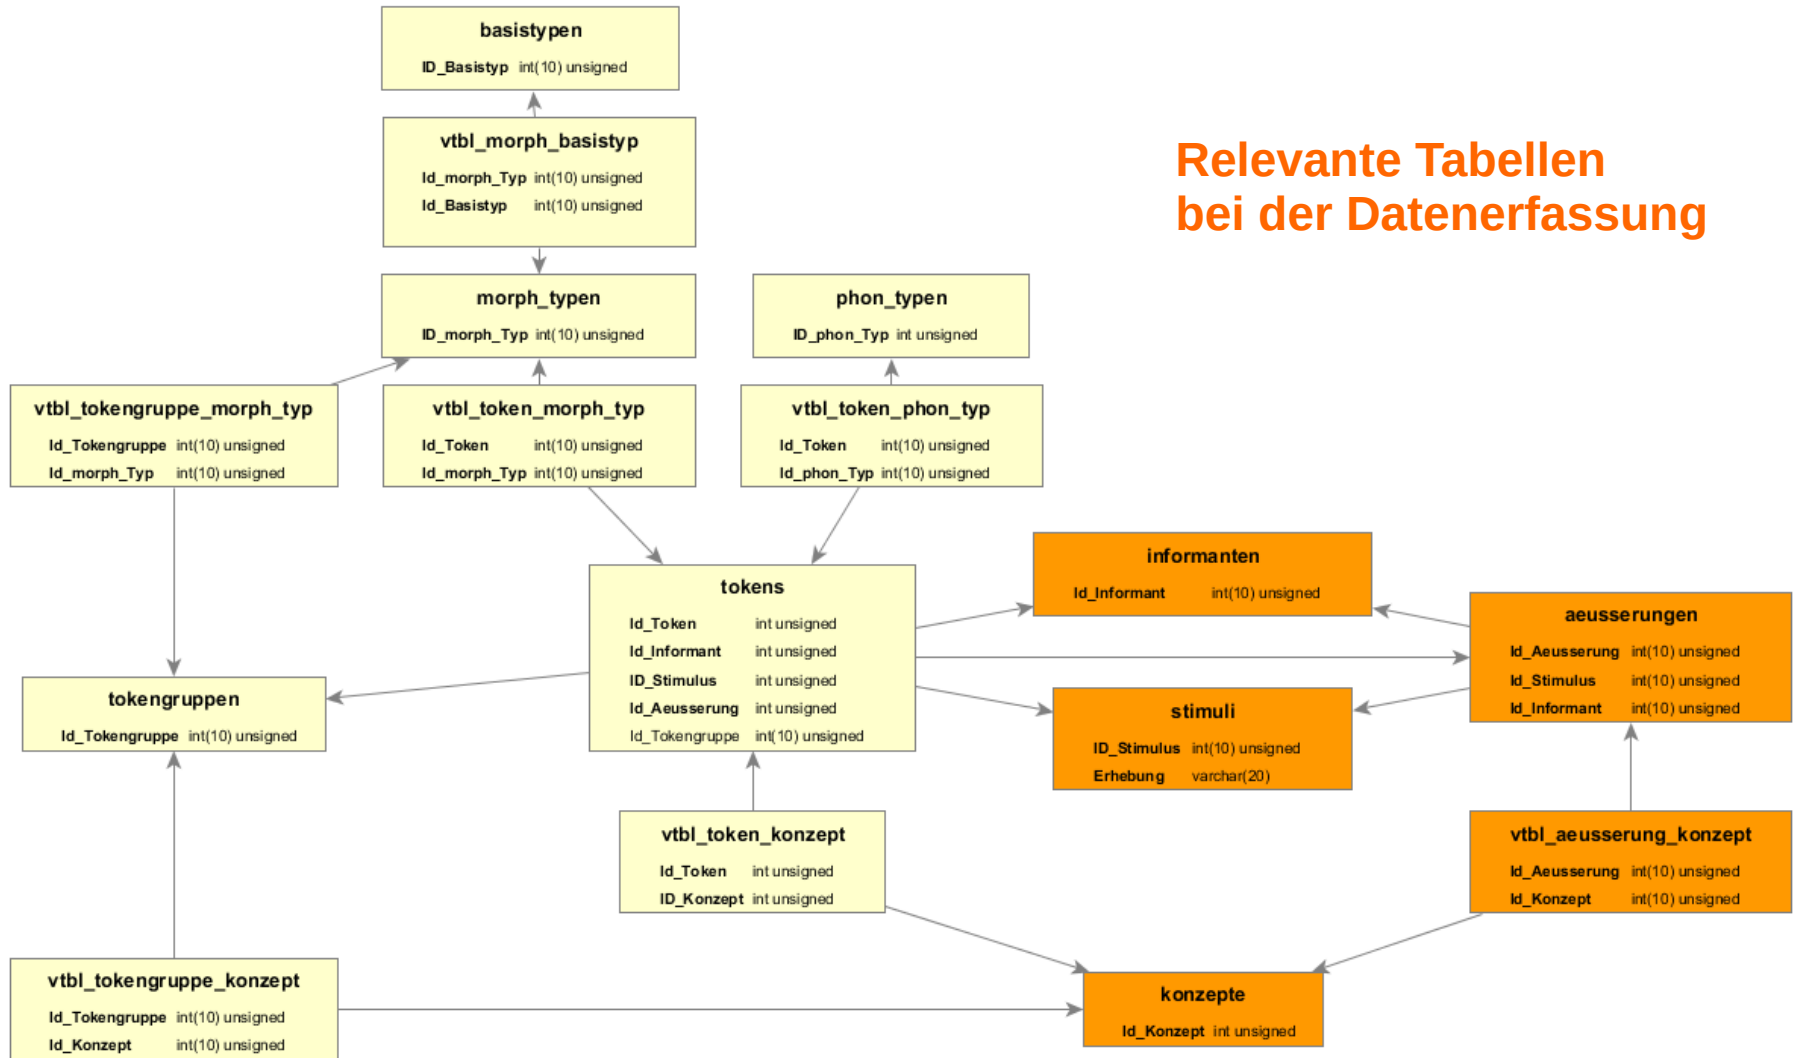 basistypen
ID_Basistyp int(10) unsigned
vtbl_morph_basistyp
Id_morph_Typ int(10) unsigned
Id_Basistyp int(10) unsigned
Relevante Tabellen
bei der Datenerfassung
morph_typen
ID_morph_Typ int(10) unsigned
phon_typen
ID_phon_Typ int unsigned
vtbl_tokengruppe_morph_typ
Id_Tokengruppe int(10) unsigned
Id_morph_Typ int(10) unsigned
vtbl_token_morph_typ
Id_Token int(10) unsigned
Id_morph_Typ int(10) unsigned
vtbl_token_phon_typ
Id_Token int(10) unsigned
Id_phon_Typ int(10) unsigned
informanten
Id_Informant int(10) unsigned
tokens
Id_Token int unsigned
Id_Informant int unsigned
ID_Stimulus int unsigned
Id_Aeusserung int unsigned
Id_Tokengruppe int(10) unsigned
aeusserungen
Id_Aeusserung int(10) unsigned
Id_Stimulus int(10) unsigned
Id_Informant int(10) unsigned
tokengruppen
Id_Tokengruppe int(10) unsigned
stimuli
ID_Stimulus int(10) unsigned
Erhebung varchar(20)
vtbl_token_konzept
Id_Token int unsigned
ID_Konzept int unsigned
vtbl_aeusserung_konzept
Id_Aeusserung int(10) unsigned
Id_Konzept int(10) unsigned
vtbl_tokengruppe_konzept
Id_Tokengruppe int(10) unsigned
Id_Konzept int(10) unsigned
konzepte
Id_Konzept int unsigned